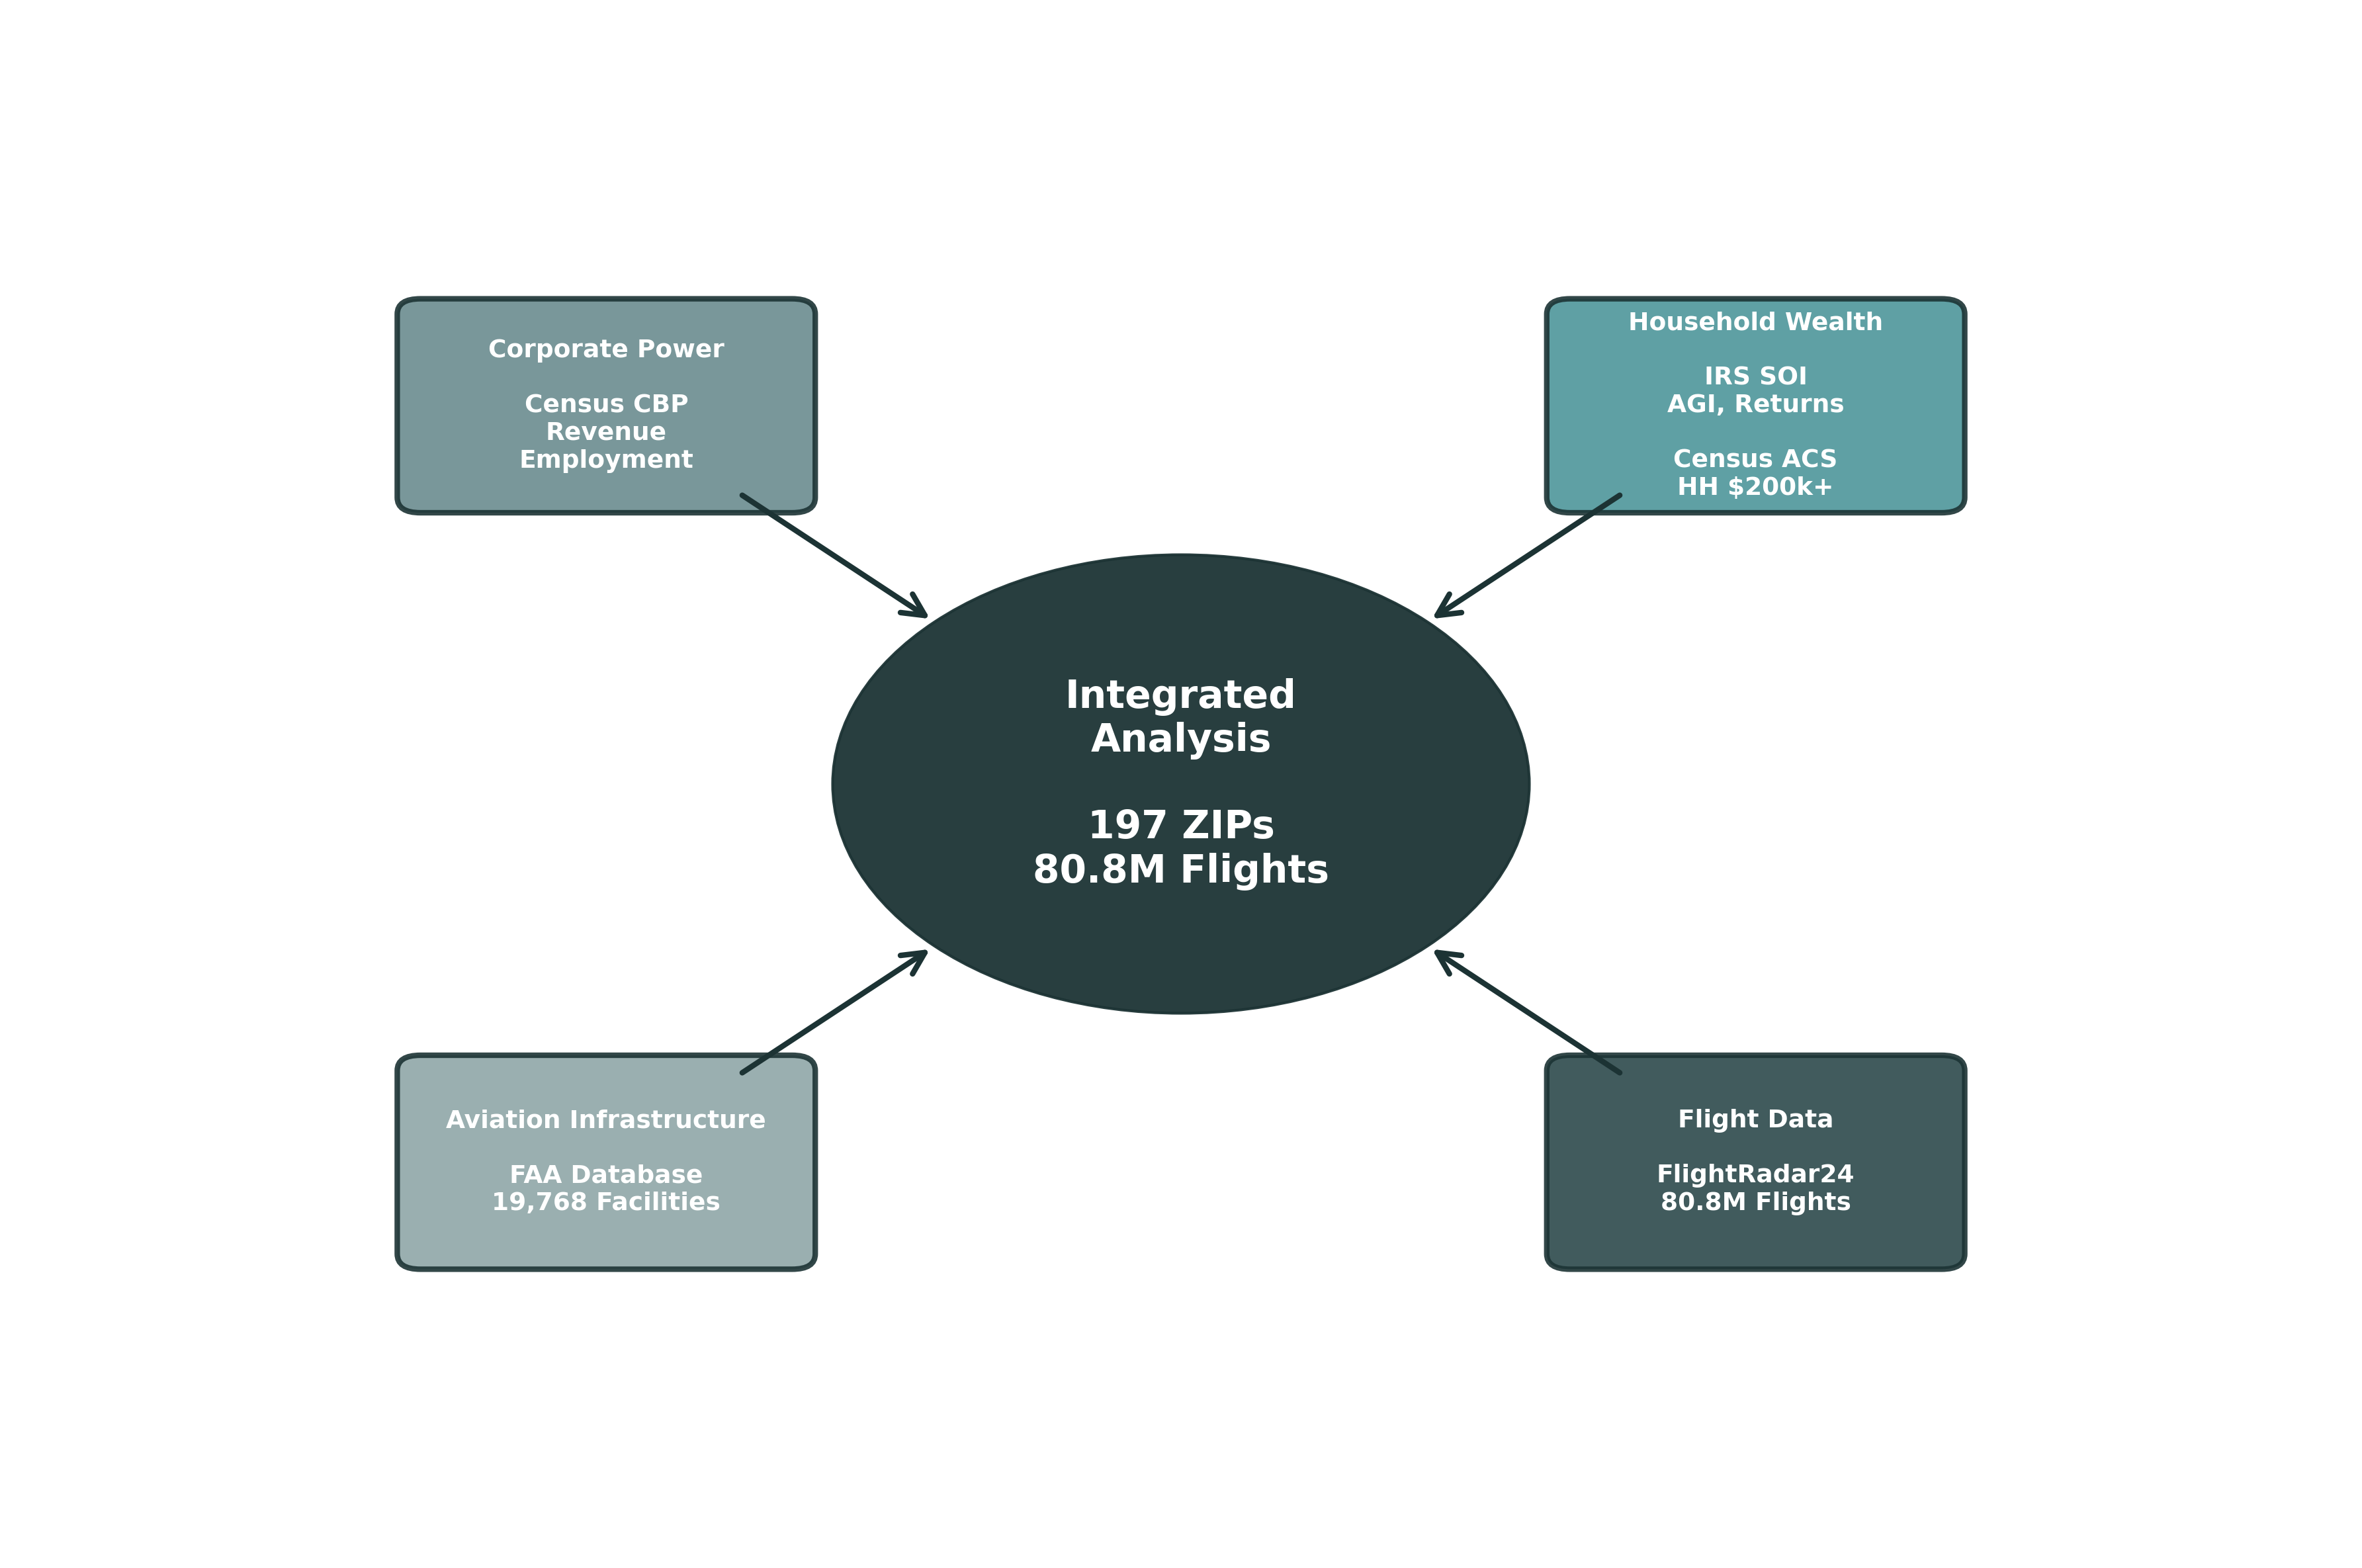 Corporate Power
Census CBP
Revenue
Employment
Household Wealth
IRS SOI
AGI, Returns
Census ACS
HH $200k+
Integrated
Analysis
197 ZIPs
80.8M Flights
Aviation Infrastructure
FAA Database
19,768 Facilities
Flight Data
FlightRadar24
80.8M Flights